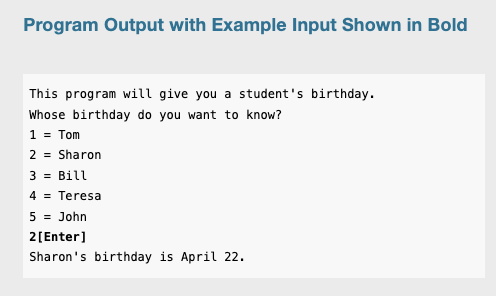 Program Output with Example Input Shown in Bold
This program will give you a student's birthday.
Whose birthday do you want to know?
1 = Tom
2 = Sharon
3 = Bill
4 = Teresa
5 = John
2[Enter]
Sharon's birthday is April 22.